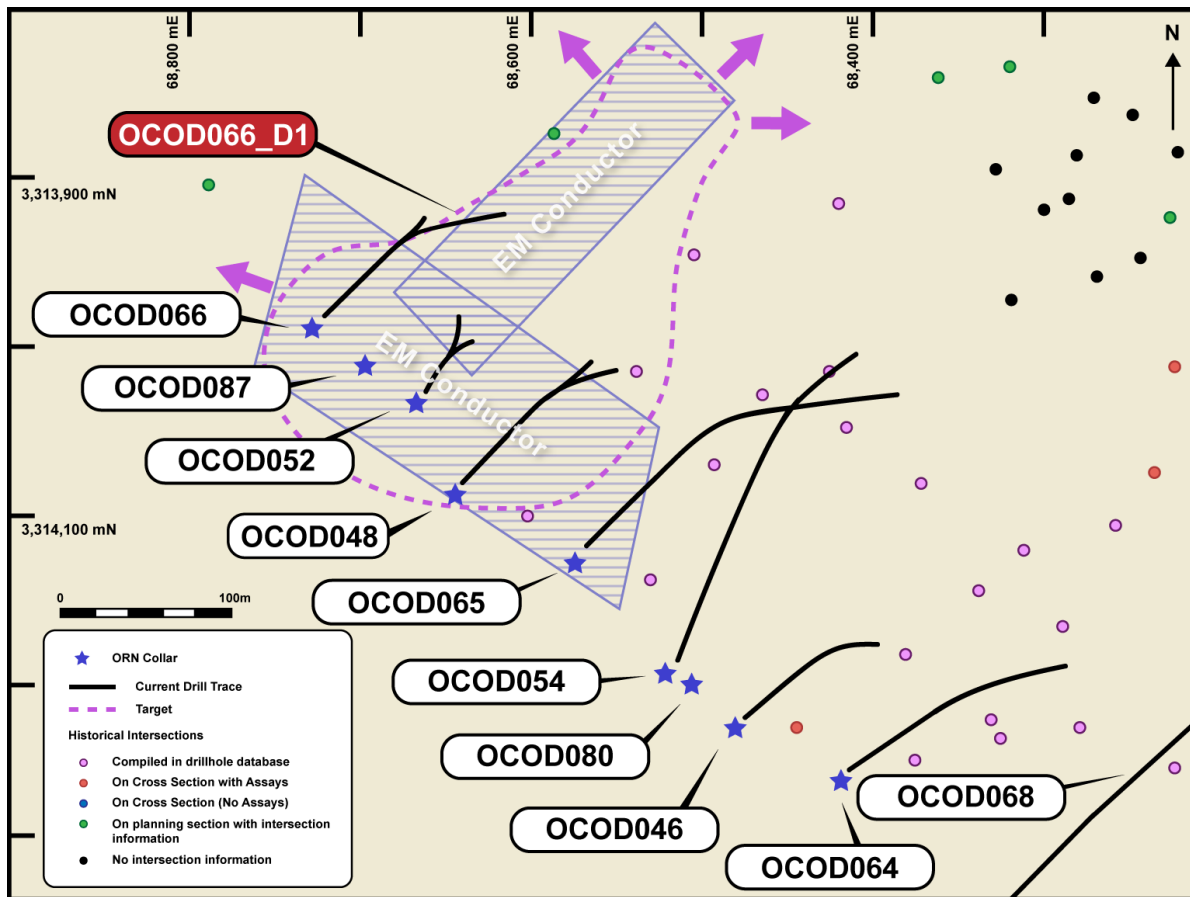 68,800 mE
68,600 mE
68,400 mE
N
OCOD066_D1
3,313,900 mN
EM Conductor
OCOD066
OCOD087
EM Conductor
OCOD052
3,314,100 mN
OCOD048
OCOD065
0 100m
OCOD054
OCOD080
OCOD046
OCOD068
OCOD064
ORN Collar
Current Drill Trace
Target
Historical Intersections
Compiled in drillhole database
On Cross Section with Assays
On Cross Section (No Assays)
On planning section with intersection
information
No intersection information